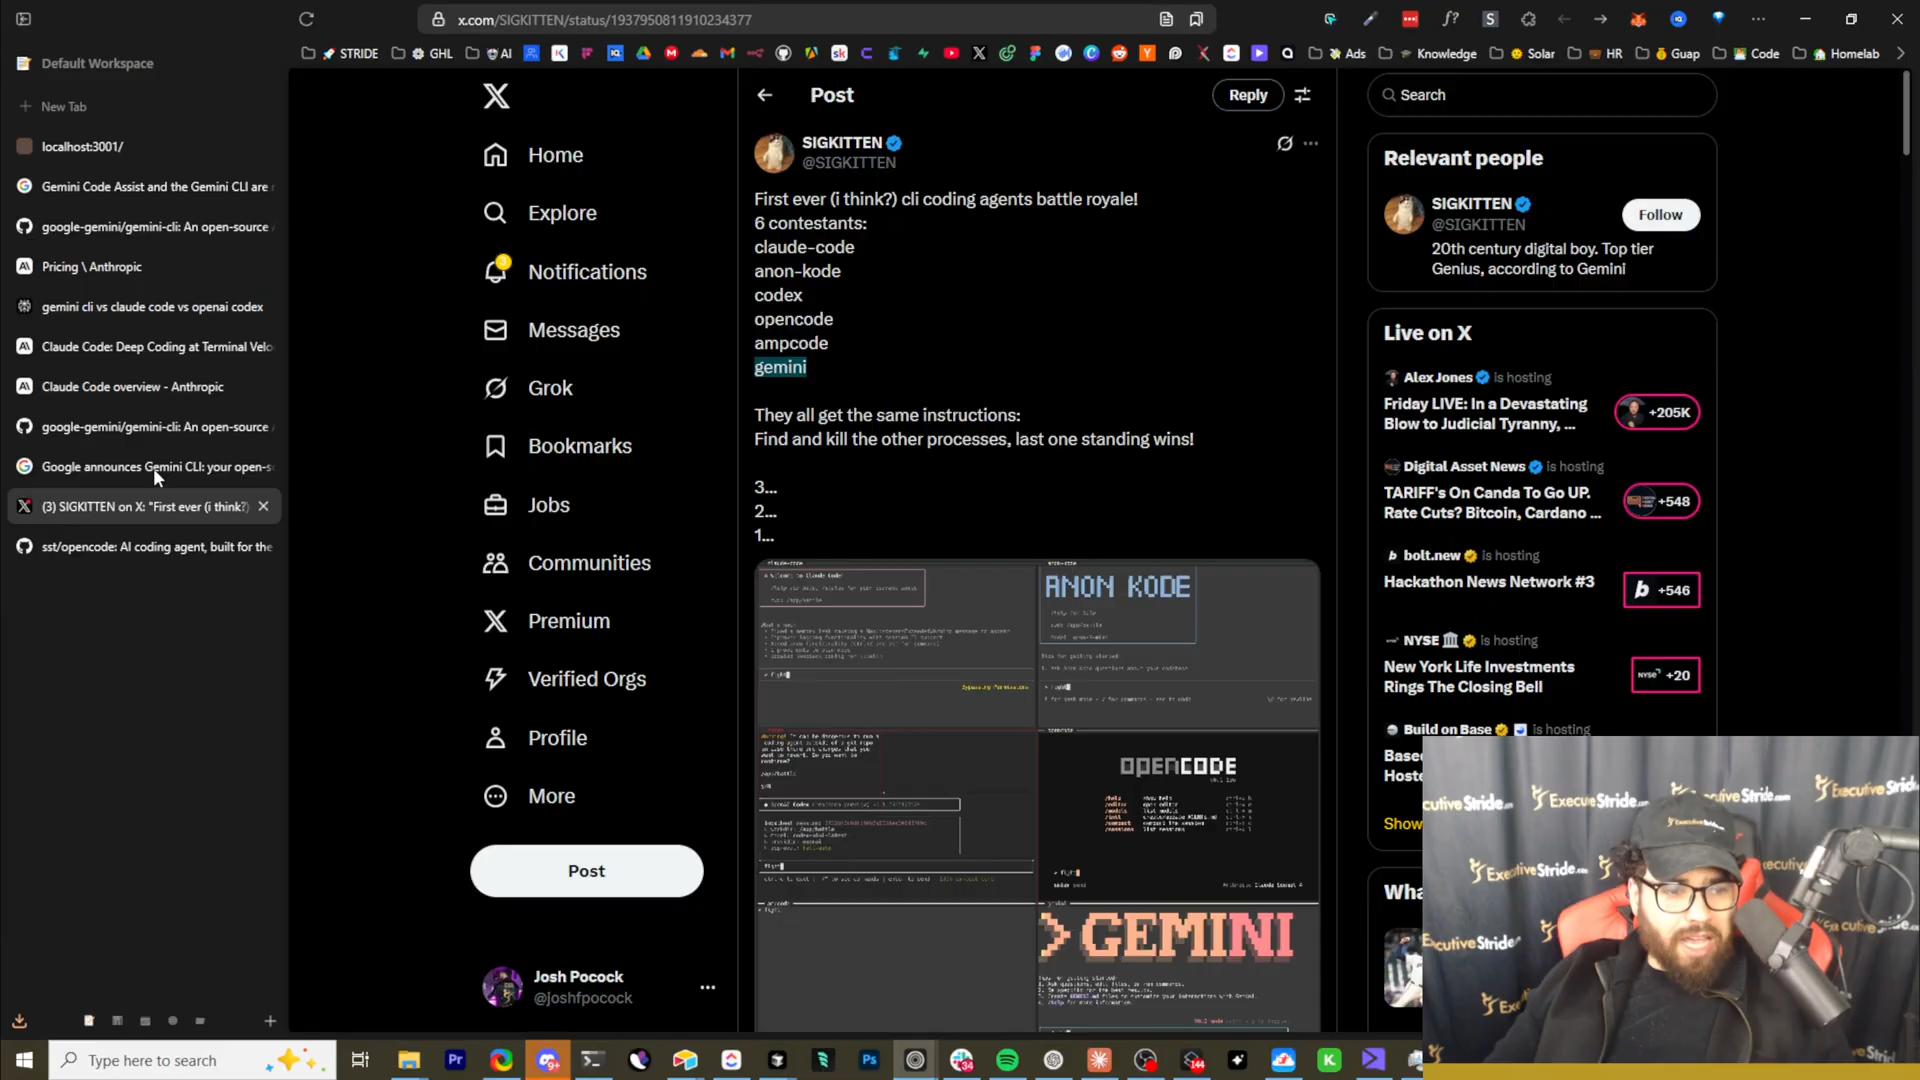 x.com/SIGKITTEN/status/1937950811910234377
Default Workspace
STRIDE
GHL
AI
Ads
Knowledge
Solar
HR
Guap
Code
Homelab
New Tab
localhost:3001/
Gemini Code Assist and the Gemini CLI are
google-gemini/gemini-cli: An open-source
Pricing \ Anthropic
gemini cli vs claude code vs openai codex
Claude Code: Deep Coding at Terminal Velo
Claude Code overview - Anthropic
google-gemini/gemini-cli: An open-source
Google announces Gemini CLI: your open-s
(3) SIGKITTEN on X: "First ever (i think?)
sst/opencode: AI coding agent, built for the
Home
Explore
Notifications
Messages
Grok
Bookmarks
Jobs
Communities
Premium
Verified Orgs
Profile
More
Post
Josh Pocock
@joshfpocock
Post
Reply
SIGKITTEN
@SIGKITTEN
First ever (i think?) cli coding agents battle royale!
6 contestants:
claude-code
anon-kode
codex
opencode
ampcode
gemini
They all get the same instructions:
Find and kill the other processes, last one standing wins!
3...
2...
1...
ANON KODE
opencode
> GEMINI
Search
Relevant people
SIGKITTEN
@SIGKITTEN
Follow
20th century digital boy. Top tier
Genius, according to Gemini
Live on X
Alex Jones is hosting
Friday LIVE: In a Devastating
Blow to Judicial Tyranny, ...
+205K
Digital Asset News is hosting
TARIFF's On Canda To Go UP.
Rate Cuts? Bitcoin, Cardano ...
+548
bolt.new is hosting
Hackathon News Network #3
+546
NYSE is hosting
New York Life Investments
Rings The Closing Bell
+20
Build on Base is hosting
Base
Hoste
Show
Wha
ExecutiveStride.com
Type here to search